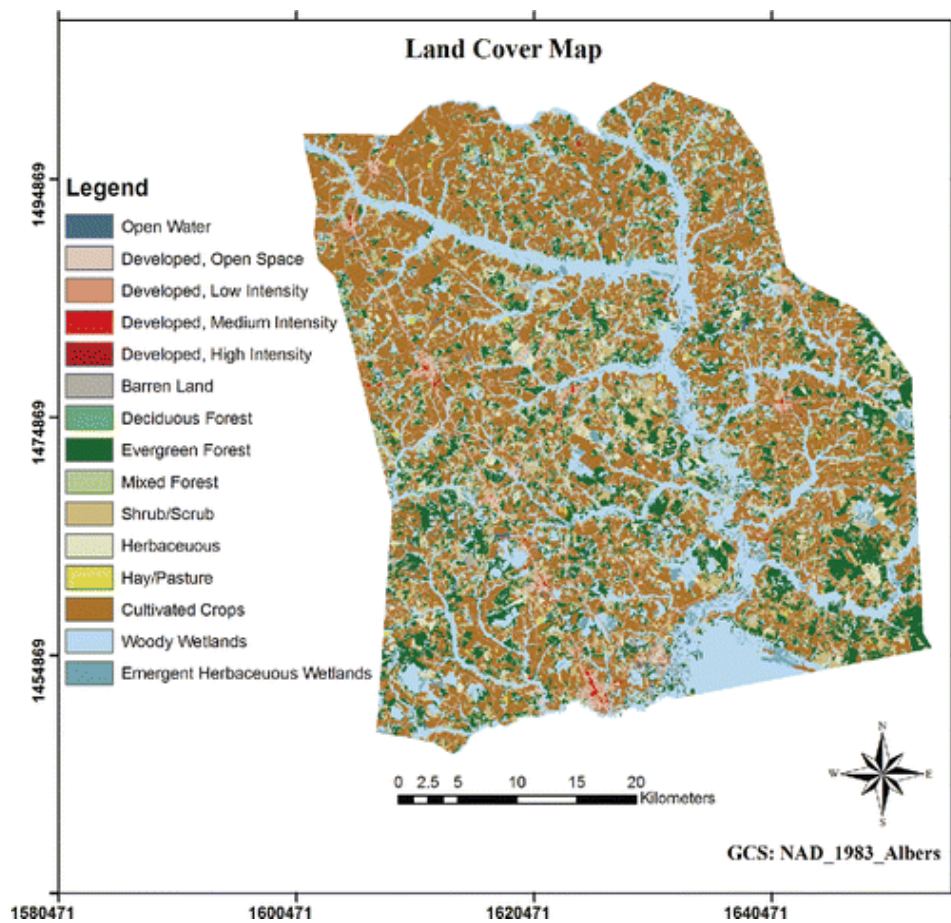 Land Cover Map
1494869
1474869
1454869
Legend
Open Water
Developed, Open Space
Developed, Low Intensity
Developed, Medium Intensity
Developed, High Intensity
Barren Land
Deciduous Forest
Evergreen Forest
Mixed Forest
Shrub/Scrub
Herbaceuous
Hay/Pasture
Cultivated Crops
Woody Wetlands
Emergent Herbaceuous Wetlands
N
W E
S
0 2.5 5 10 15 20
Kilometers
GCS: NAD_1983_Albers
1580471 1600471 1620471 1640471